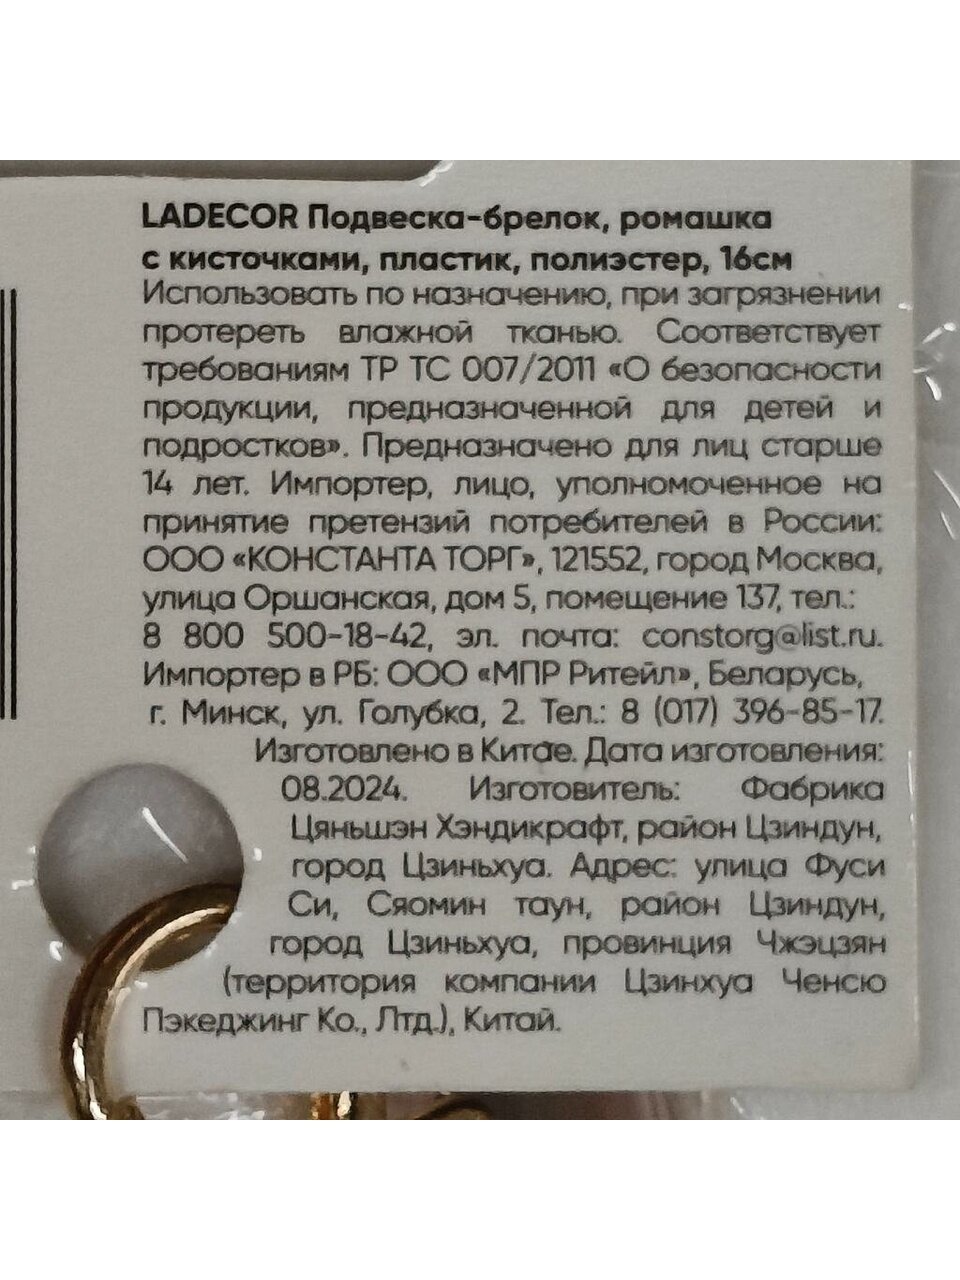 LADECOR Подвеска-брелок, ромашка
с кисточками, пластик, полиэстер, 16см
Использовать по назначению, при загрязнении
протереть влажной тканью. Соответствует
требованиям ТР ТС 007/2011 «О безопасности
продукции, предназначенной для детей и
подростков». Предназначено для лиц старше
14 лет. Импортер, лицо, уполномоченное на
принятие претензий потребителей в России:
ООО «КОНСТАНТА ТОРГ», 121552, город Москва,
улица Оршанская, дом 5, помещение 137, тел.:
8 800 500-18-42, эл. почта: constorg@list.ru.
Импортер в РБ: ООО «МПР Ритейл», Беларусь,
г. Минск, ул. Голубка, 2. Тел.: 8 (017) 396-85-17.
Изготовлено в Китае. Дата изготовления:
08.2024. Изготовитель: Фабрика
Цяньшэн Хэндикрафт, район Цзиндун,
город Цзиньхуа. Адрес: улица Фуси
Си, Сяомин таун, район Цзиндун,
город Цзиньхуа, провинция Чжэцзян
(территория компании Цзинхуа Ченсю
Пэкеджинг Ко., Лтд.), Китай.